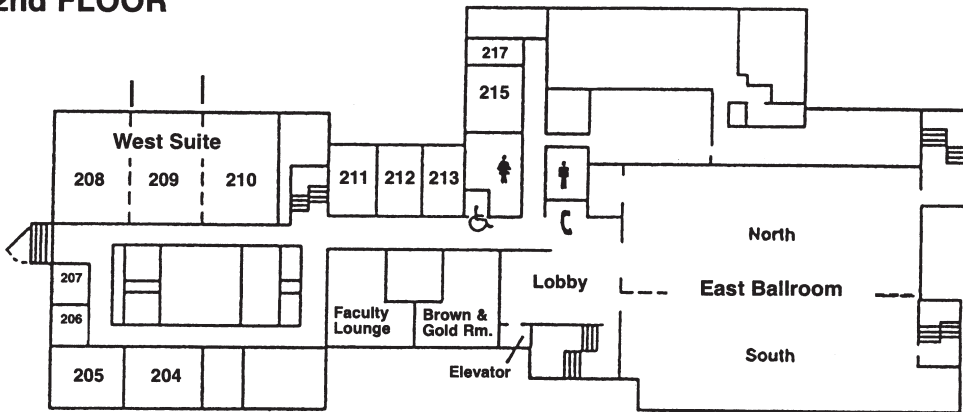 2nd FLOOR
217
215
West Suite
208 209 210
211 212 213
207
206
205 204
Faculty
Lounge
Brown &
Gold Rm.
Lobby
Elevator
North
East Ballroom
South